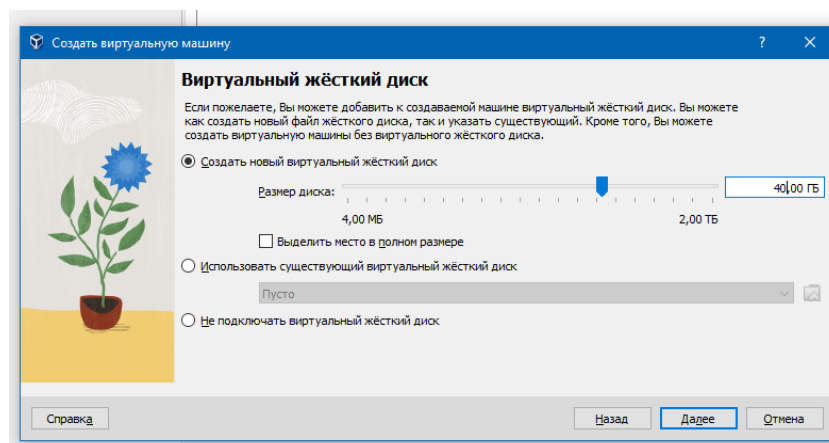 Создать виртуальную машину
?
Виртуальный жёсткий диск
Если пожелаете, Вы можете добавить к создаваемой машине виртуальный жёсткий диск. Вы можете
как создать новый файл жёсткого диска, так и указать существующий. Кроме того, Вы можете
создать виртуальную машины без виртуального жёсткого диска.
Создать новый виртуальный жёсткий диск
Размер диска:
40,00 ГБ
4,00 МБ
2,00 ТБ
Выделить место в полном размере
Использовать существующий виртуальный жёсткий диск
Пусто
Не подключать виртуальный жёсткий диск
Справка
Назад
Далее
Отмена